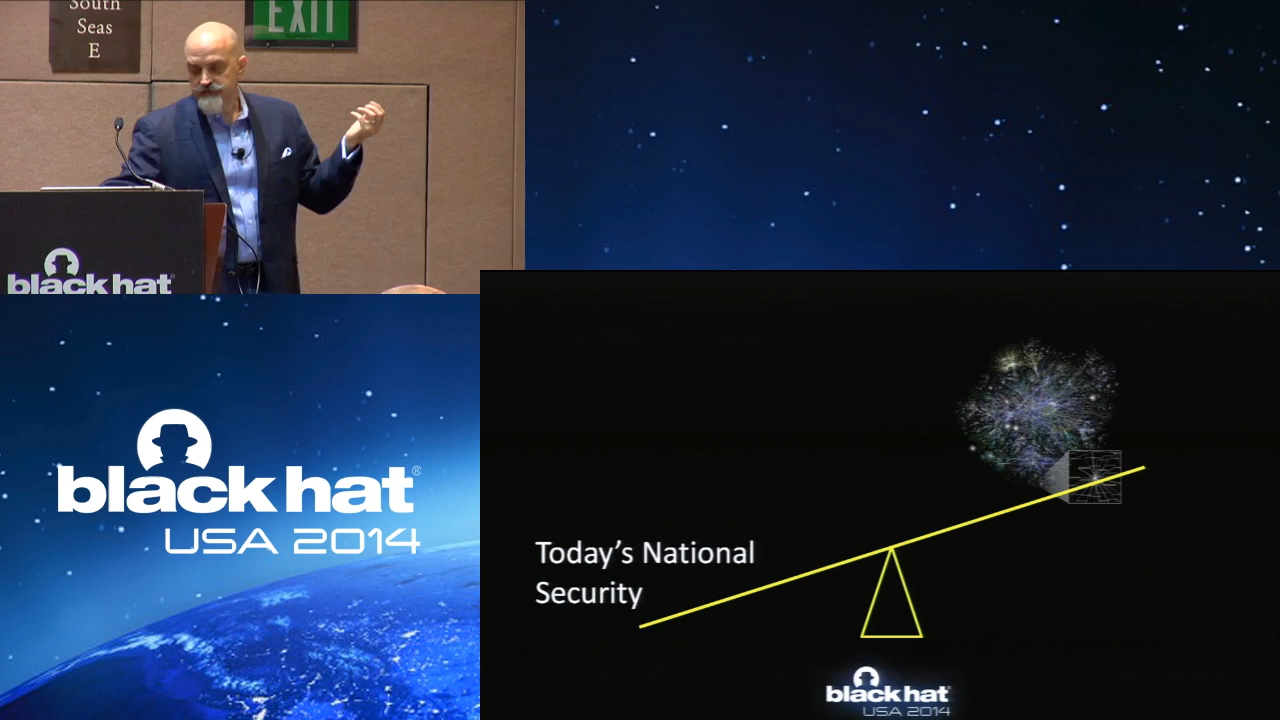 South
Seas
E
EXIT
black hat®
black hat®
USA 2014
Today's National
Security
black hat
USA 2014